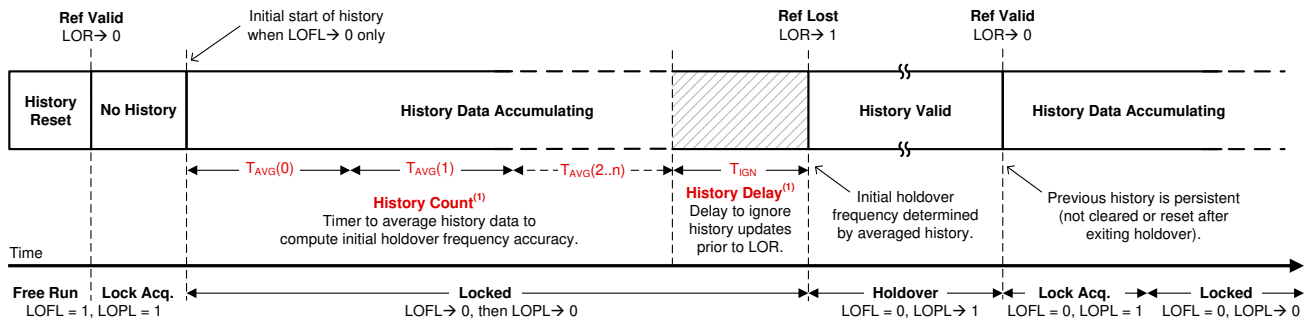 Ref Valid
LOR→ 0
Initial start of history
when LOFL→ 0 only
Ref Lost
LOR→ 1
Ref Valid
LOR→ 0
History
Reset
No History
History Data Accumulating
History Valid
History Data Accumulating
TAVG(0)
TAVG(1)
TAVG(2..n)
TIGN
History Count(1)
Timer to average history data to
compute initial holdover frequency accuracy.
History Delay(1)
Delay to ignore
history updates
prior to LOR.
Initial holdover
frequency determined
by averaged history.
Previous history is persistent
(not cleared or reset after
exiting holdover).
Time
Free Run
Lock Acq.
LOFL = 1, LOPL = 1
Locked
LOFL→ 0, then LOPL→ 0
Holdover
LOFL = 0, LOPL→ 1
Lock Acq.
LOFL = 0, LOPL = 1
Locked
LOFL = 0, LOPL→ 0